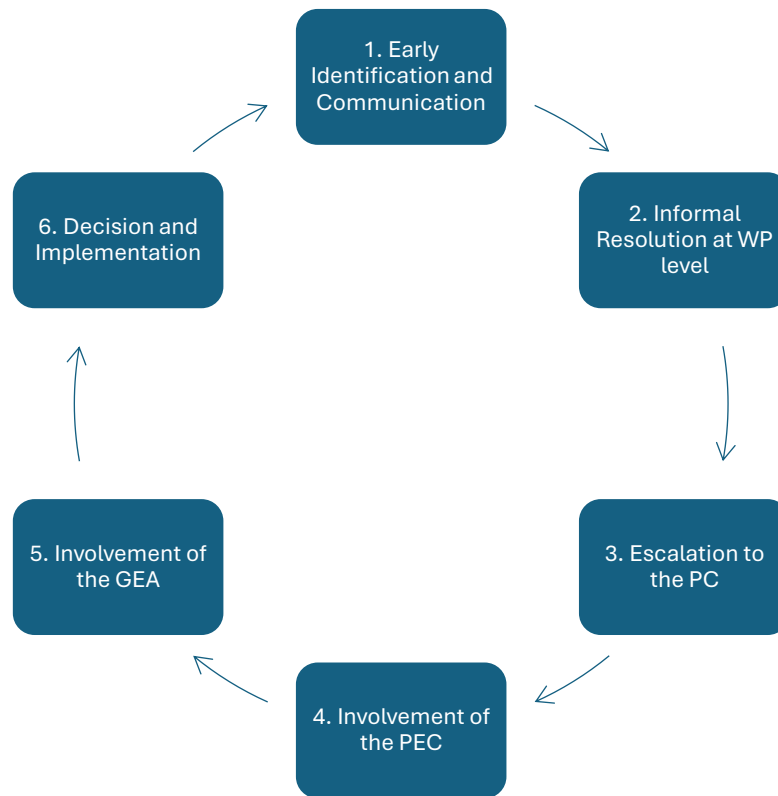 1. Early
Identification and
Communication
2. Informal
Resolution at WP
level
3. Escalation to
the PC
4. Involvement of
the PEC
5. Involvement of
the GEA
6. Decision and
Implementation